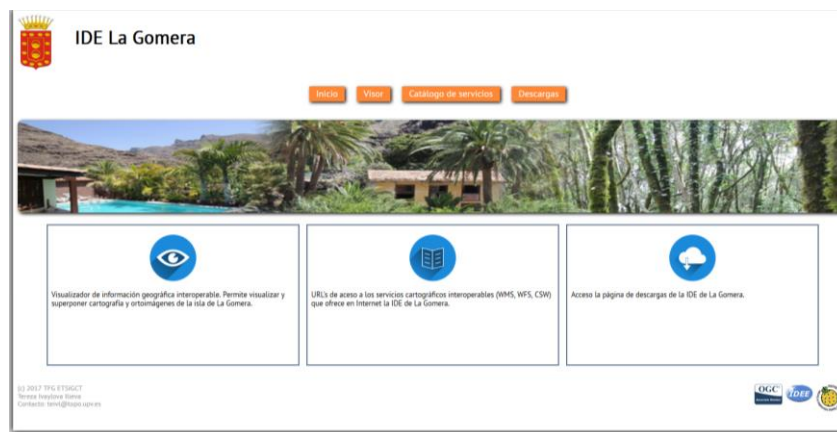 IDE La Gomera
Inicio Visor Catálogo de servicios Descargas
Visualizador de información geográfica interoperable. Permite visualizar y
superponer cartografía y ortoimágenes de la isla de La Gomera.
URL's de aceso a los servicios cartográficos interoperables (WMS, WFS, CSW)
que ofrece en Internet la IDE de La Gomera.
Acceso la página de descargas de la IDE de La Gomera.
(c) 2017 TFG ETSIGCT
Teresa
Contacto:
OGC
IDEE